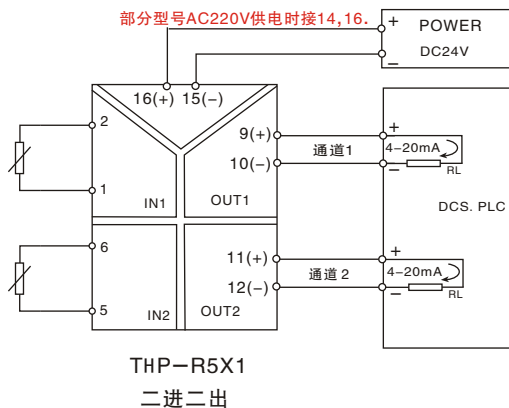 部分型号AC220V供电时接14,16.
+ POWER
DC24V
−
16(+) 15(−)
2
9(+) +
通道1 4−20mA
10(−) − RL
1
IN1 OUT1
DCS. PLC
6
11(+) +
通道 2 4−20mA
12(−) − RL
5
IN2 OUT2
THP−R5X1
二进二出